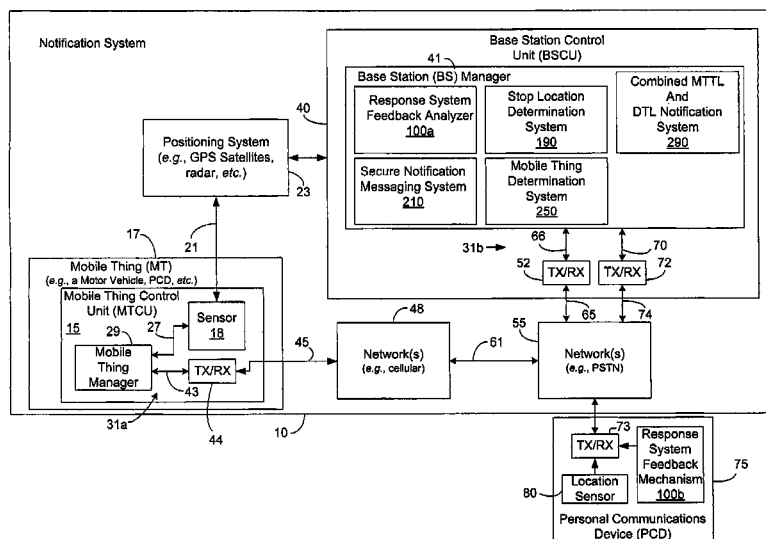 Notification System
Base Station Control
Unit (BSCU)
41
Base Station (BS) Manager
Response System
Feedback Analyzer
100a
Stop Location
Determination
System
190
Combined MTTL
And
DTL Notification
System
290
40
Secure Notification
Messaging System
210
Mobile Thing
Determination
System
250
Positioning System
(e.g., GPS Satellites,
radar, etc.)
23
17
21
31b
66
70
52
TX/RX
TX/RX
72
Mobile Thing (MT)
(e.g., a Motor Vehicle, PCD, etc.)
Mobile Thing Control
Unit (MTCU)
15
27
29
Sensor
18
Mobile
Thing
Manager
43
TX/RX
31a
44
45
48
Network(s)
(e.g., cellular)
61
55
65
74
Network(s)
(e.g., PSTN)
10
73
TX/RX
Response
System
Feedback
Mechanism
100b
75
80
Location
Sensor
Personal Communications
Device (PCD)